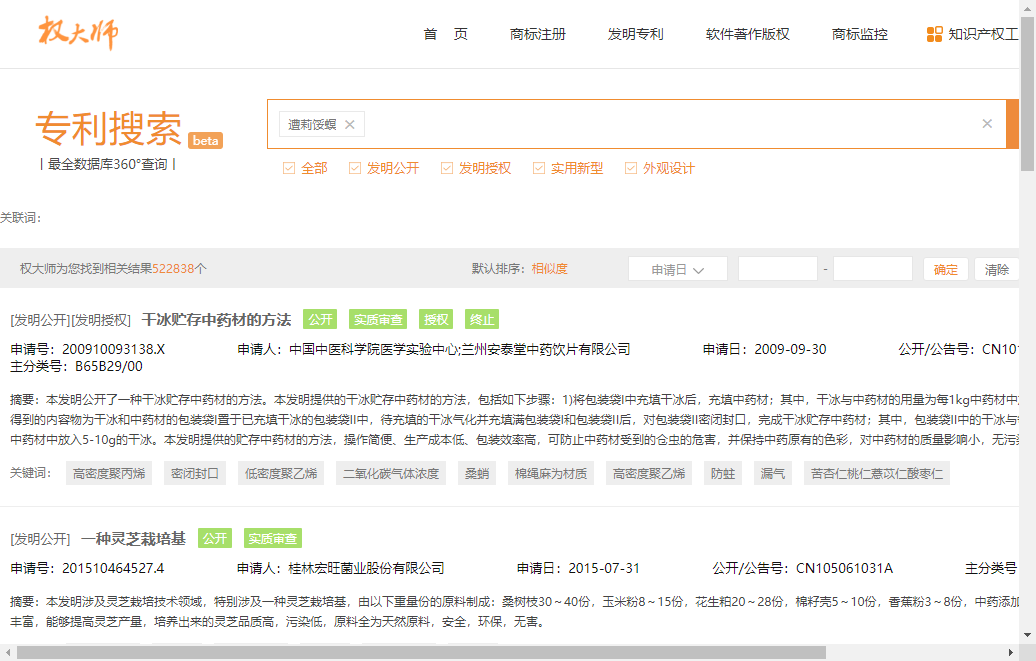 权大师
首 页
商标注册
发明专利
软件著作版权
商标监控
知识产权工
专利搜索 beta
| 最全数据库360°查询 |
遭莉馁螟 ×
全部
发明公开
发明授权
实用新型
外观设计
关联词:
权大师为您找到相关结果522838个
默认排序: 相似度
申请日
-
确定
清除
[发明公开][发明授权] 干冰贮存中药材的方法 公开 实质审查 授权 终止
申请号: 200910093138.X 申请人: 中国中医科学院医学实验中心;兰州安泰堂中药饮片有限公司 申请日: 2009-09-30 公开/公告号: CN101
主分类号: B65B29/00
摘要: 本发明公开了一种干冰贮存中药材的方法。本发明提供的干冰贮存中药材的方法，包括如下步骤：1)将包装袋I中充填干冰后，充填中药材；其中，干冰与中药材的用量为每1kg中药材中
得到的内容物为干冰和中药材的包装袋I置于已充填干冰的包装袋II中，待充填的干冰气化并充填满包装袋I和包装袋II后，对包装袋II密闭封口，完成干冰贮存中药材；其中，包装袋II中的干冰与
中药材中放入5-10g的干冰。本发明提供的贮存中药材的方法，操作简便、生产成本低、包装效率高，可防止中药材受到的仓虫的危害，并保持中药原有的色彩，对中药材的质量影响小，无污染
关键词: 高密度聚丙烯 密闭封口 低密度聚乙烯 二氧化碳气体浓度 桑蛸 棉绳麻为材质 高密度聚乙烯 防蛀 漏气 苦杏仁桃仁薏苡仁酸枣仁
[发明公开] 一种灵芝栽培基 公开 实质审查
申请号: 201510464527.4 申请人: 桂林宏旺菌业股份有限公司 申请日: 2015-07-31 公开/公告号: CN105061031A 主分类号
摘要: 本发明涉及灵芝栽培技术领域，特别涉及一种灵芝栽培基，由以下重量份的原料制成：桑树枝30～40份，玉米粉8～15份，花生粕20～28份，棉籽壳5～10份，香蕉粉3～8份，中药添加
丰富，能够提高灵芝产量，培养出来的灵芝品质高，污染低，原料全为天然原料，安全，环保，无害。